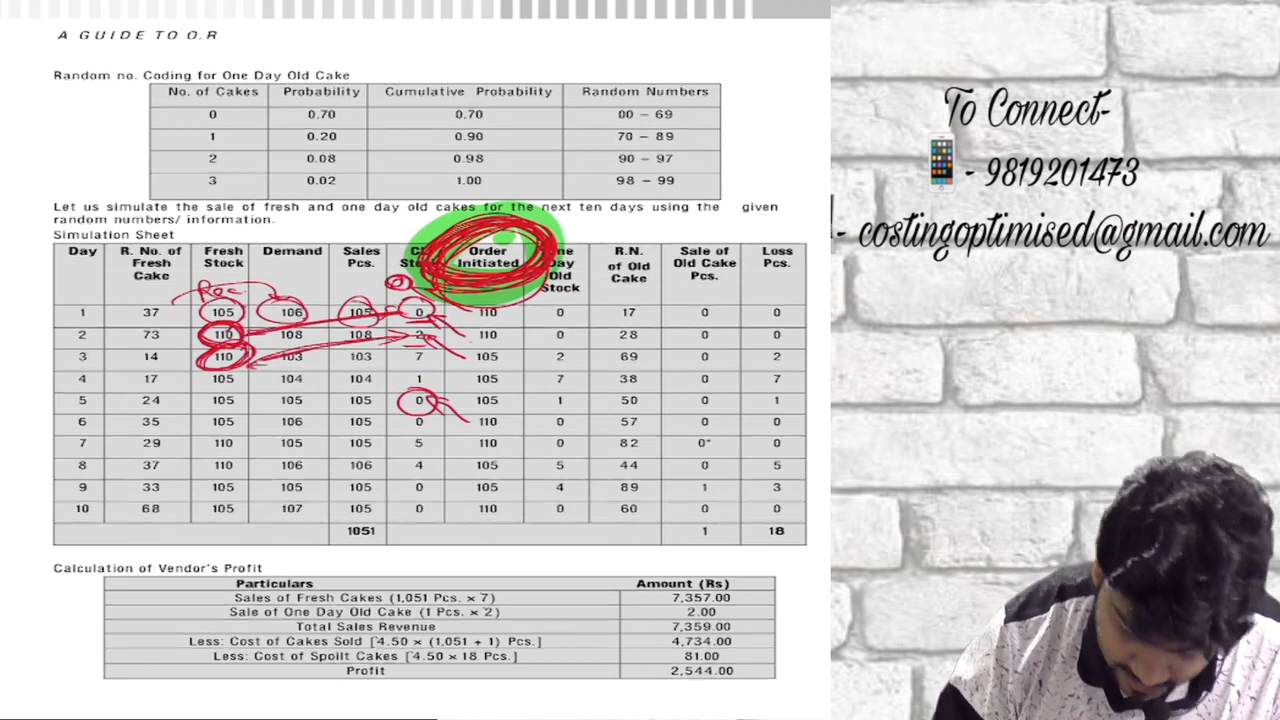 A GUIDE TO O.R
Random no. Coding for One Day Old Cake
No. of Cakes Probability Cumulative Probability Random Numbers
0 0.70 0.70 00 – 69
1 0.20 0.90 70 – 89
2 0.08 0.98 90 – 97
3 0.02 1.00 98 – 99
Let us simulate the sale of fresh and one day old cakes for the next ten days using the given
random numbers/ information.
Simulation Sheet
Day R. No. of Fresh Cake Fresh Stock Demand Sales Pcs. Order Initiated Day Old Stock R.N. of Old Cake Sale of Old Cake Pcs. Loss Pcs.
Rec
1 37 105 106 105 0 110 0 17 0 0
2 73 110 108 108 2 110 0 28 0 0
3 14 110 103 103 7 105 2 69 0 2
4 17 105 104 104 1 105 7 38 0 7
5 24 105 105 105 0 105 1 50 0 1
6 35 105 106 105 0 110 0 57 0 0
7 29 110 105 105 5 110 0 82 0* 0
8 37 110 106 106 4 105 5 44 0 5
9 33 105 105 105 0 105 4 89 1 3
10 68 105 107 105 0 110 0 60 0 0
1051 1 18
Calculation of Vendor's Profit
Particulars Amount (Rs)
Sales of Fresh Cakes (1,051 Pcs. × 7) 7,357.00
Sale of One Day Old Cake (1 Pcs. × 2) 2.00
Total Sales Revenue 7,359.00
Less: Cost of Cakes Sold [4.50 × (1,051 + 1) Pcs.] 4,734.00
Less: Cost of Spoilt Cakes [4.50 × 18 Pcs.] 81.00
Profit 2,544.00
To Connect-
- 9819201473
- costingoptimised@gmail.com